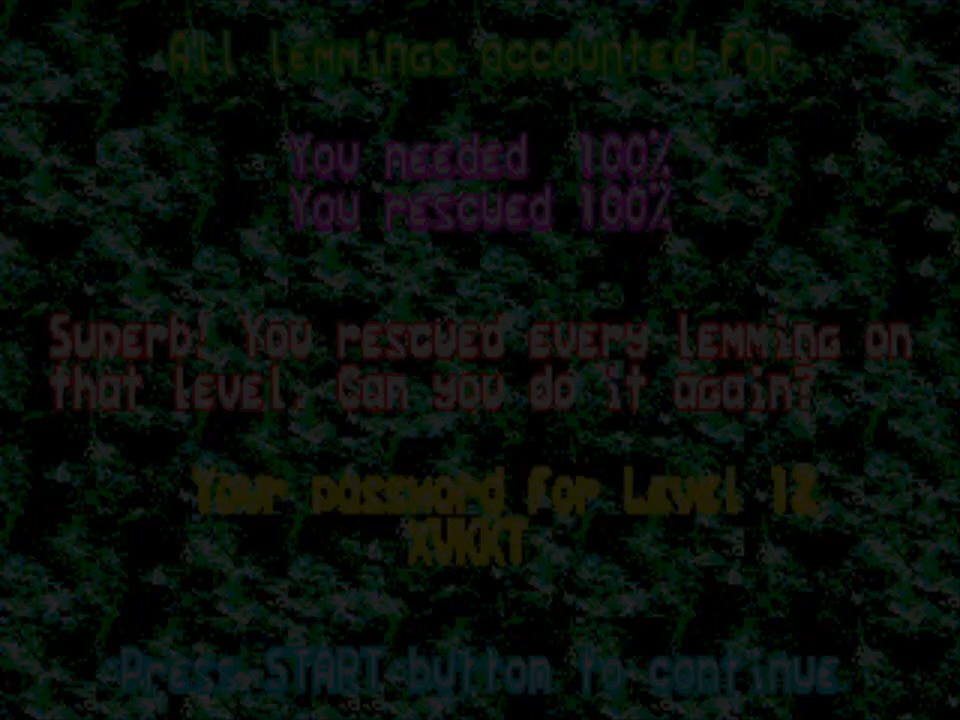 All lemmings accounted for.
You needed 100%
You rescued 100%
Superb! You rescued every lemming on
that level. Can you do it again?
Your password for Level 12
Press START button to continue